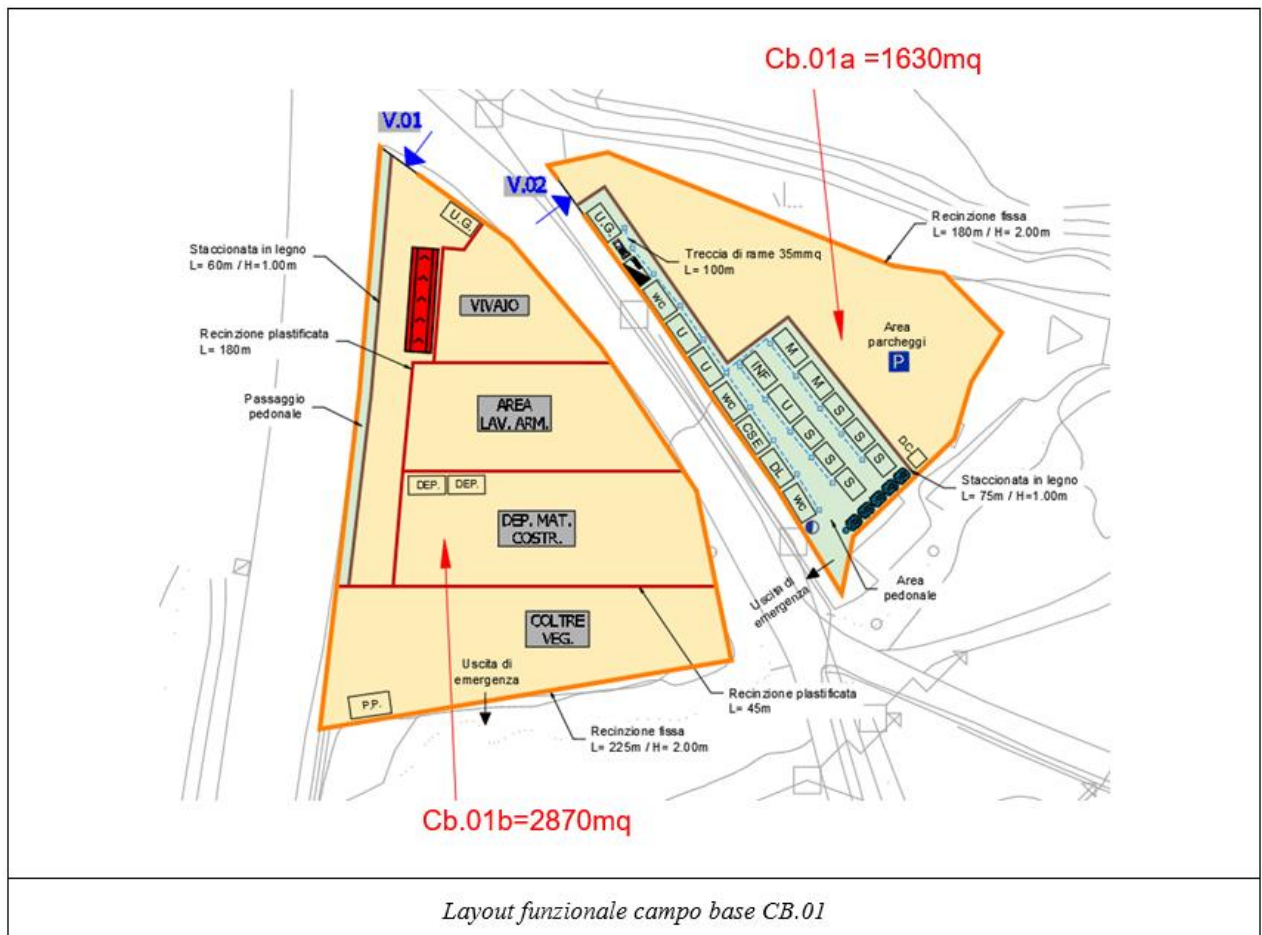 Cb.01a =1630mq
V.01
V.02
U.G.
U.G.
Recinzione fissa
L= 180m / H= 2.00m
Staccionata in legno
L= 60m / H=1.00m
Treccia di rame 35mmq
L= 100m
VIVAIO
WC
U
U
WC
CSE
DL
WC
INF
U
S
S
S
M
M
S
S
S
Area
parcheggi
P
D.C.
Recinzione plastificata
L= 180m
Passaggio
pedonale
AREA
LAV. ARM.
DEP.
DEP.
DEP. MAT.
COSTR.
Staccionata in legno
L= 75m / H=1.00m
Uscita di
emergenza
Area
pedonale
COLTRE
VEG.
Uscita di
emergenza
P.P.
Recinzione plastificata
L= 45m
Recinzione fissa
L= 225m / H= 2.00m
Cb.01b=2870mq
Layout funzionale campo base CB.01